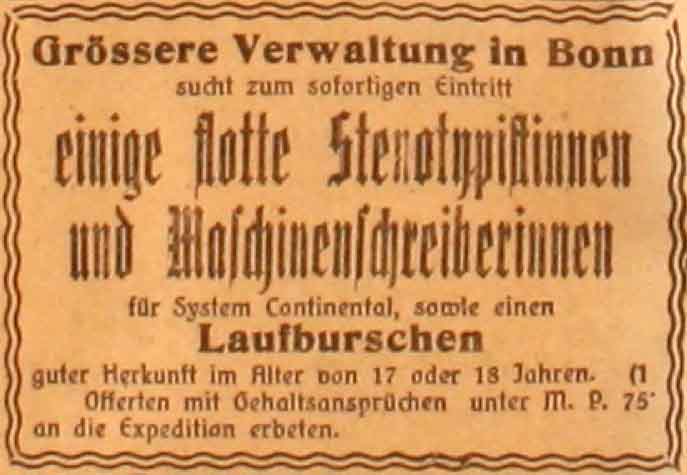 Grössere Verwaltung in Bonn
sucht zum sofortigen Eintritt
einige flotte Stenotypistinnen
und Maschinenschreiberinnen
für System Continental, sowie einen
Laufburschen
guter Herkunft im Alter von 17 oder 18 Jahren. (1
Offerten mit Gehaltsansprüchen unter M. P. 75
an die Expedition erbeten.